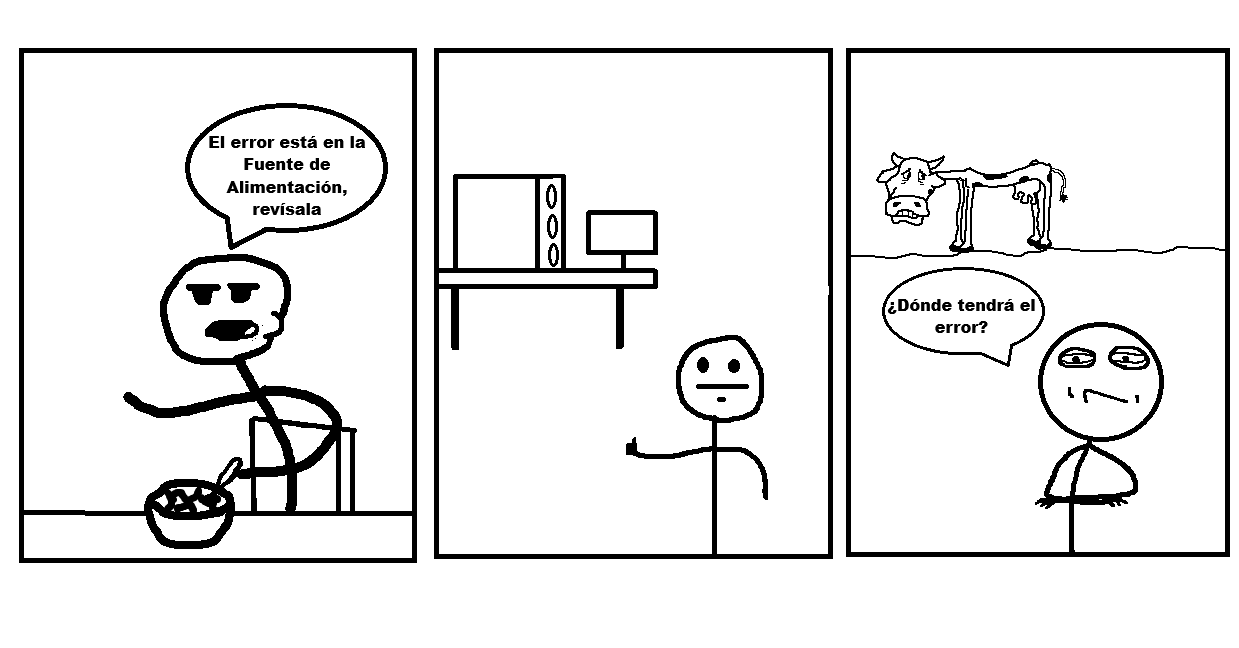 El error está en la
Fuente de
Alimentación,
revísala
¿Dónde tendrá el
error?